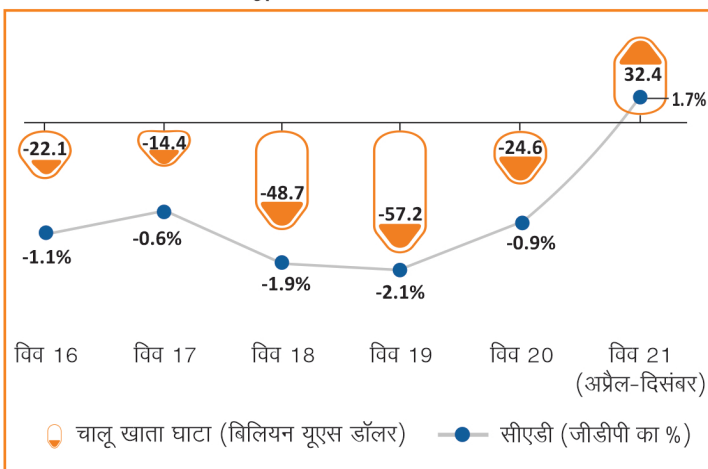 32.4
1.7%
-22.1
-14.4
-48.7
-57.2
-24.6
-1.1%
-0.6%
-1.9%
-2.1%
-0.9%
विव 16
विव 17
विव 18
विव 19
विव 20
विव 21
(अप्रैल-दिसंबर)
चालू खाता घाटा (बिलियन यूएस डॉलर)
सीएडी (जीडीपी का %)